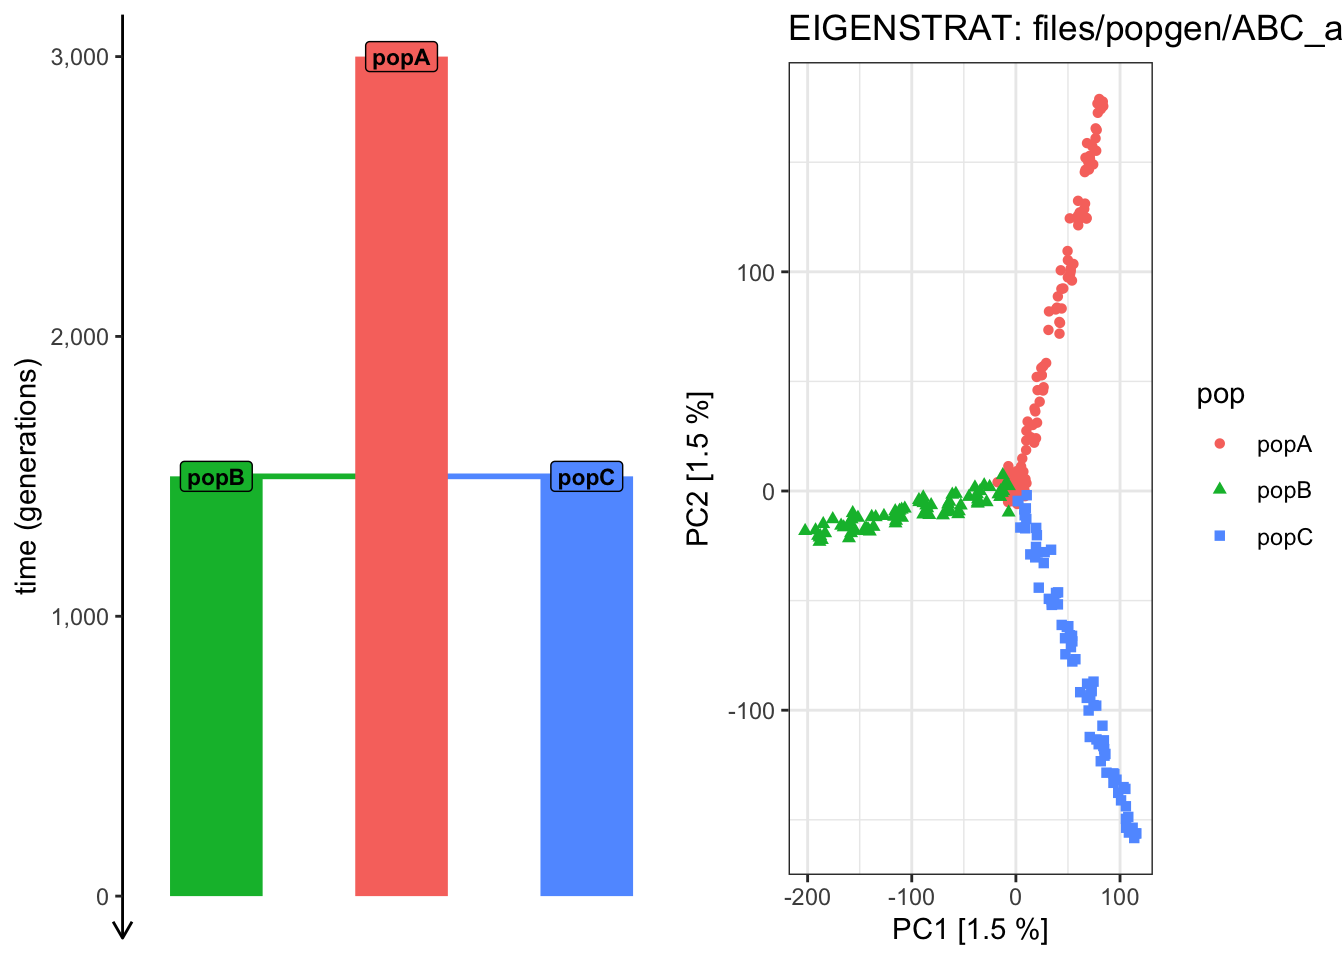 3,000
2,000
1,000
0
time (generations)
popA
popB
popC
EIGENSTRAT: files/popgen/ABC_a
100
0
-100
PC2 [1.5 %]
-200 -100 0 100
PC1 [1.5 %]
pop
popA
popB
popC